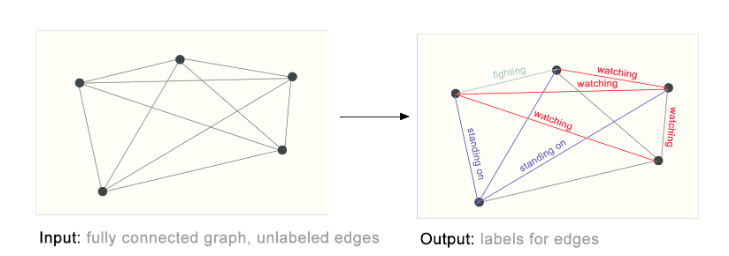 fighting
watching
watching
watching
watching
standing on
standing on
Input: fully connected graph, unlabeled edges
Output: labels for edges